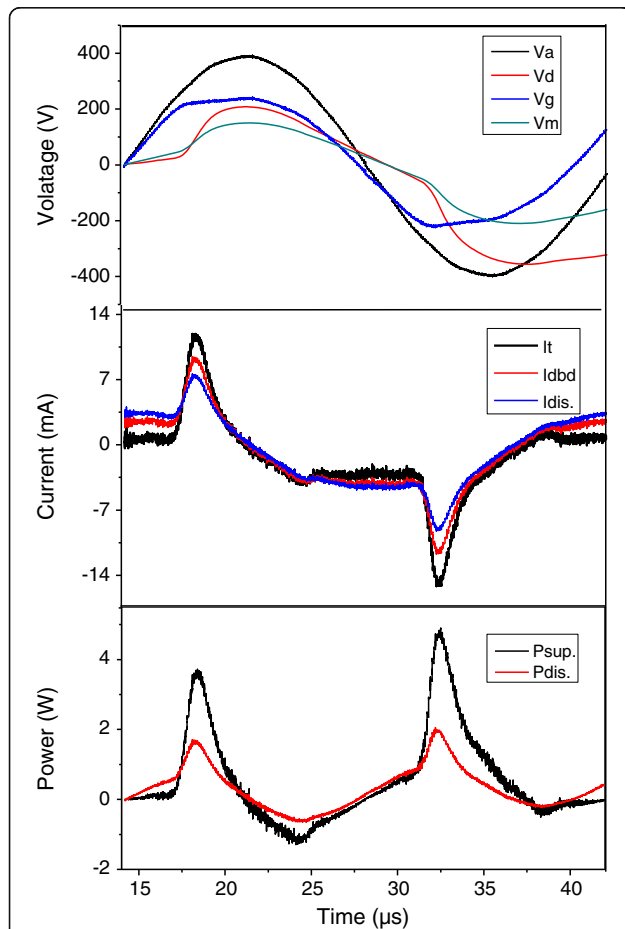 400
200
0
-200
-400
Volatage (V)
Va
Vd
Vg
Vm
14
7
0
-7
-14
Current (mA)
It
Idbd
Idis.
4
2
0
-2
Power (W)
Psup.
Pdis.
15 20 25 30 35 40
Time (µs)